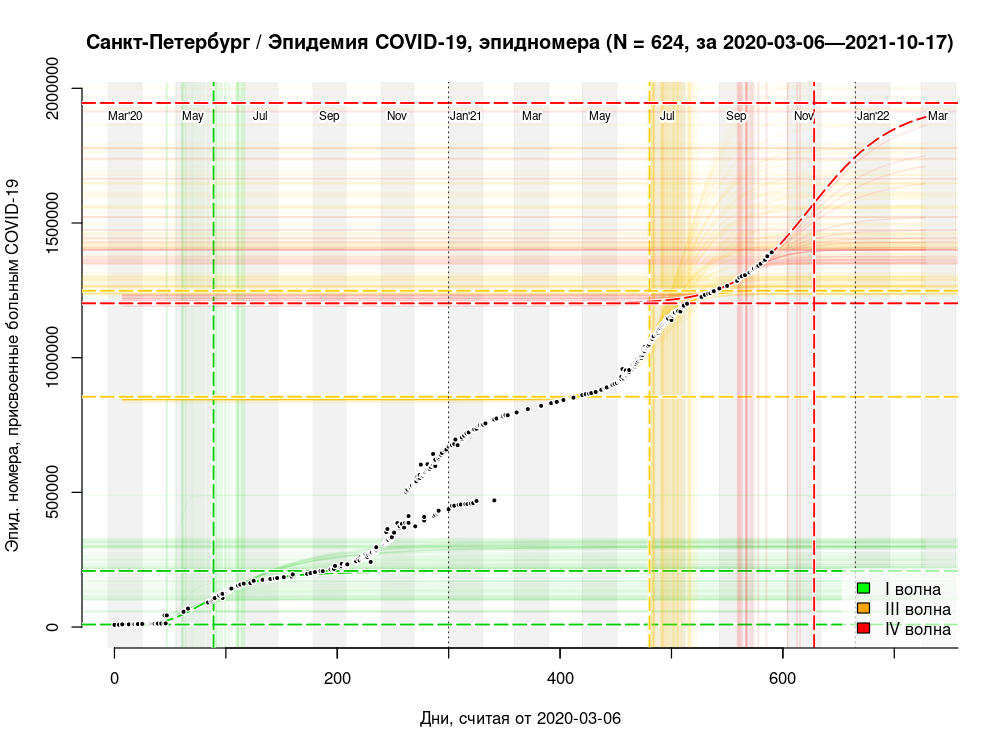 Санкт-Петербург / Эпидемия COVID-19, эпидномера (N = 624, за 2020-03-06—2021-10-17)
Эпид. номера, присвоенные больным COVID-19
2000000
1500000
1000000
500000
0
Mar'20 May Jul Sep Nov Jan'21 Mar May Jul Sep Nov Jan'22 Mar
I волна
III волна
IV волна
0 200 400 600
Дни, считая от 2020-03-06